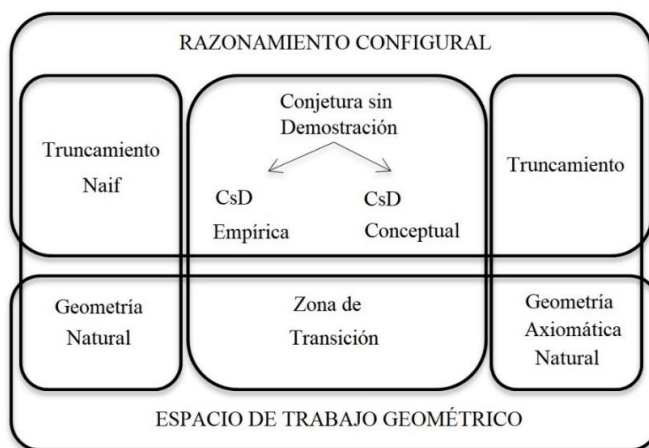 RAZONAMIENTO CONFIGURAL
Truncamiento
Naif
Conjetura sin
Demostración
CsD
Empírica
CsD
Conceptual
Truncamiento
Geometría
Natural
Zona de
Transición
Geometría
Axiomática
Natural
ESPACIO DE TRABAJO GEOMÉTRICO